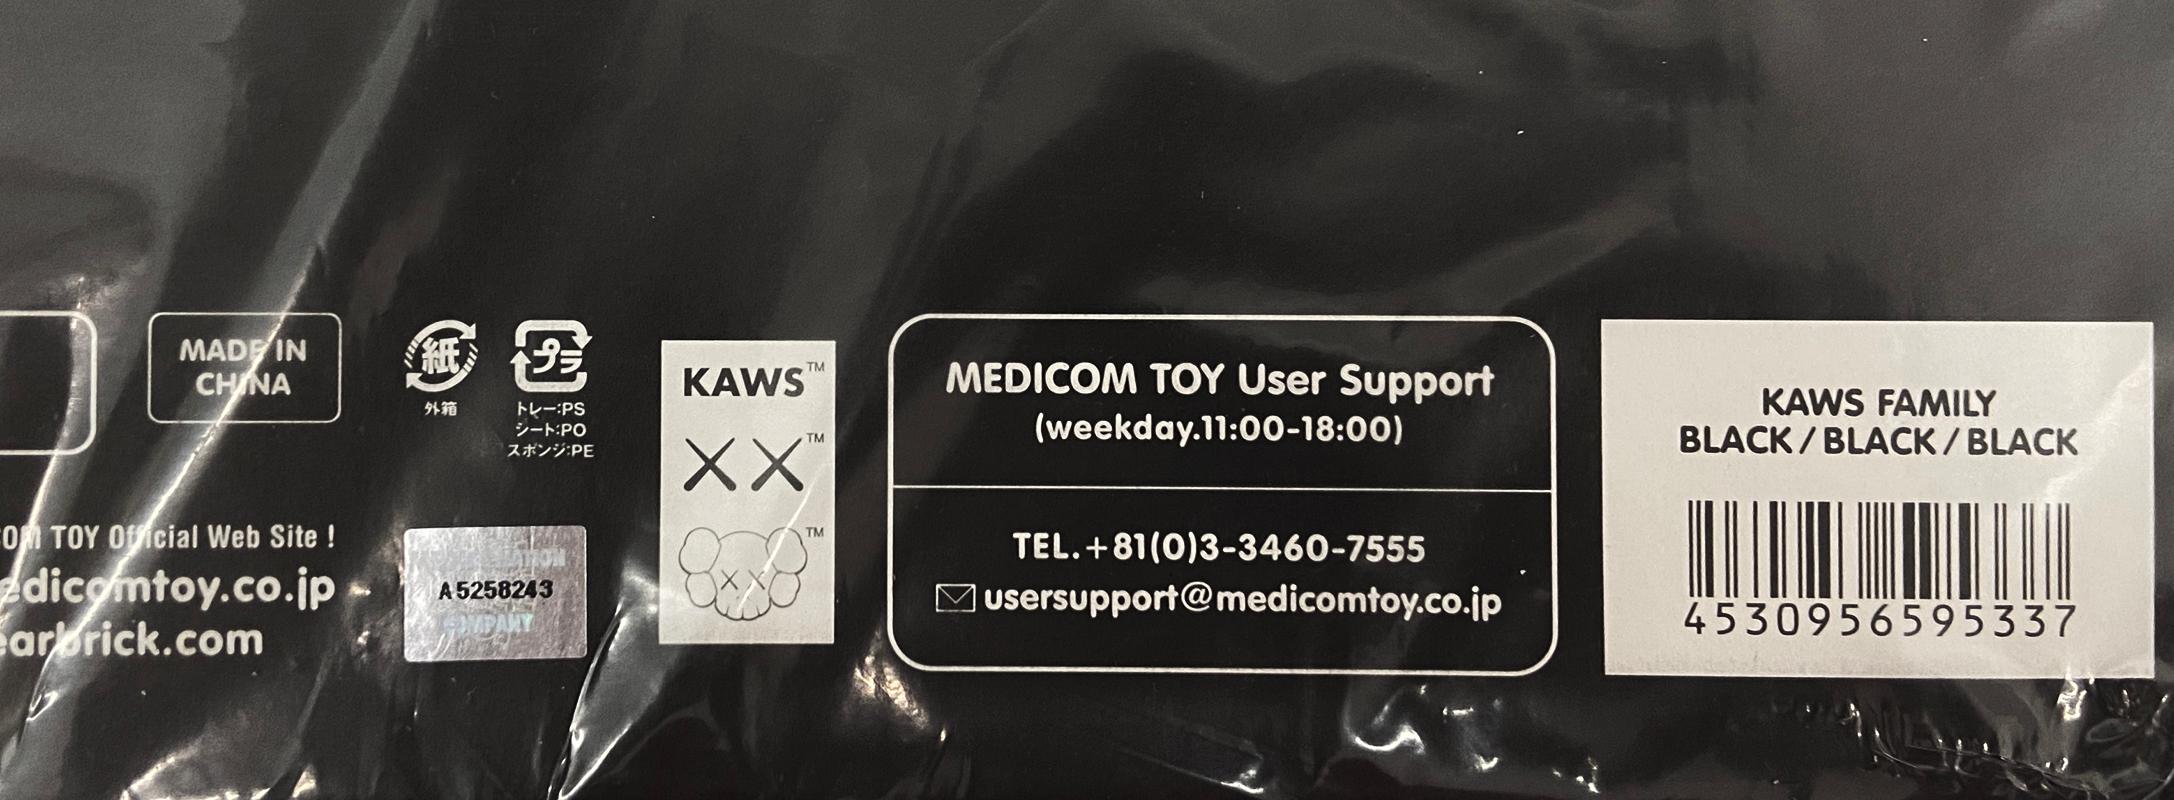 MADE IN
CHINA
紙
外箱
プラ
トレー:PS
シート:PO
スポンジ:PE
COM TOY Official Web Site !
edicomtoy.co.jp
earbrick.com
A5258243
COMPANY
KAWS™
XX™
™
MEDICOM TOY User Support
(weekday.11:00-18:00)
TEL.+81(0)3-3460-7555
usersupport@medicomtoy.co.jp
KAWS FAMILY
BLACK/BLACK/BLACK
4530956595337